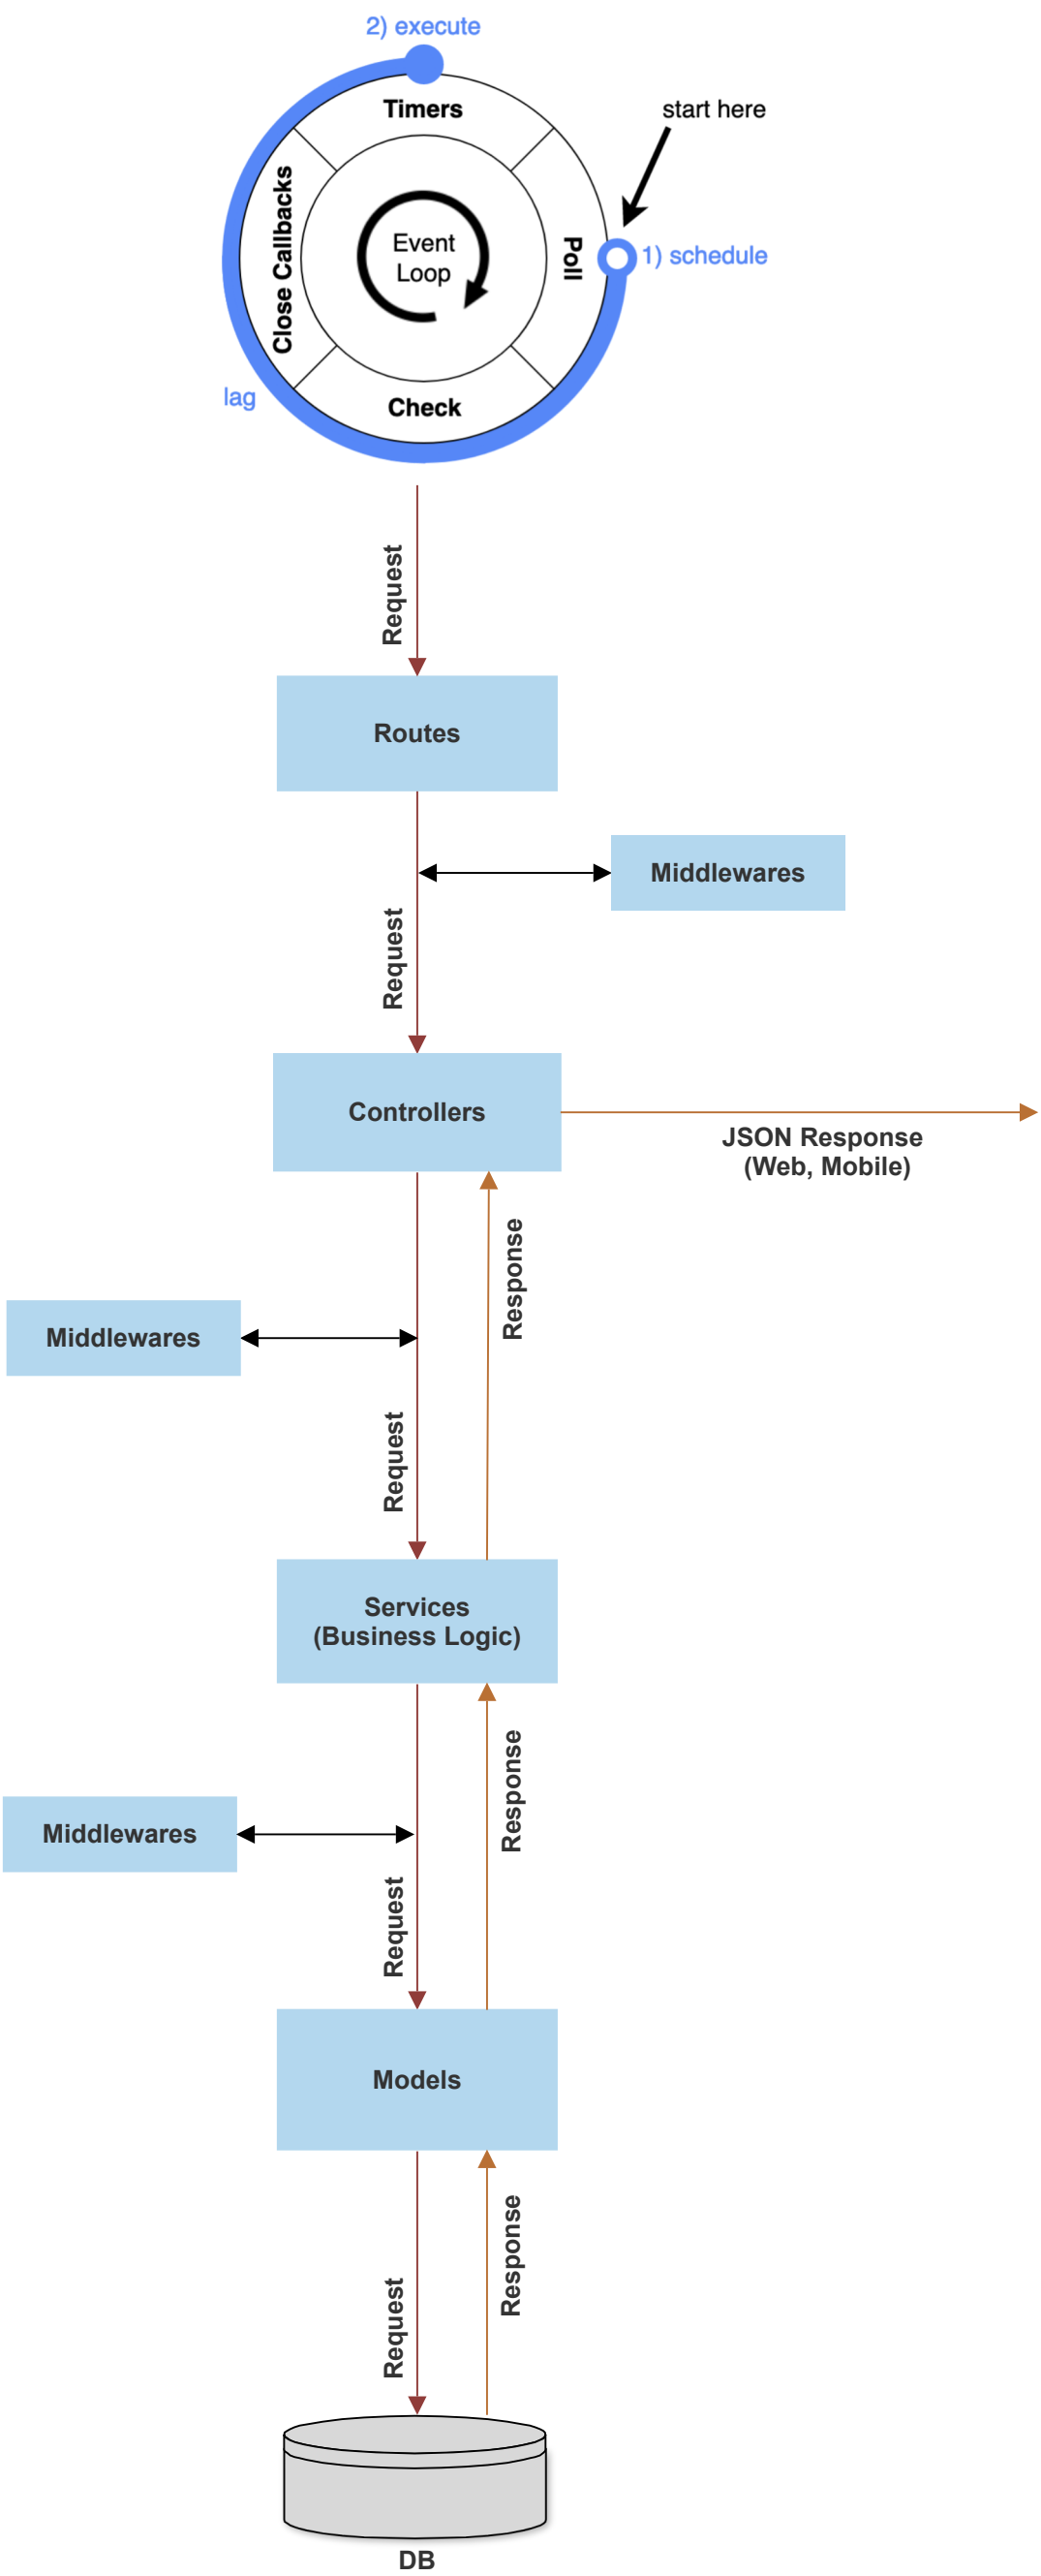 2) execute
Timers
start here
Close Callbacks
Event
Loop
Poll
1) schedule
lag
Check
Request
Routes
Middlewares
Request
Controllers
JSON Response
(Web, Mobile)
Response
Middlewares
Request
Services
(Business Logic)
Response
Middlewares
Request
Models
Response
Request
DB